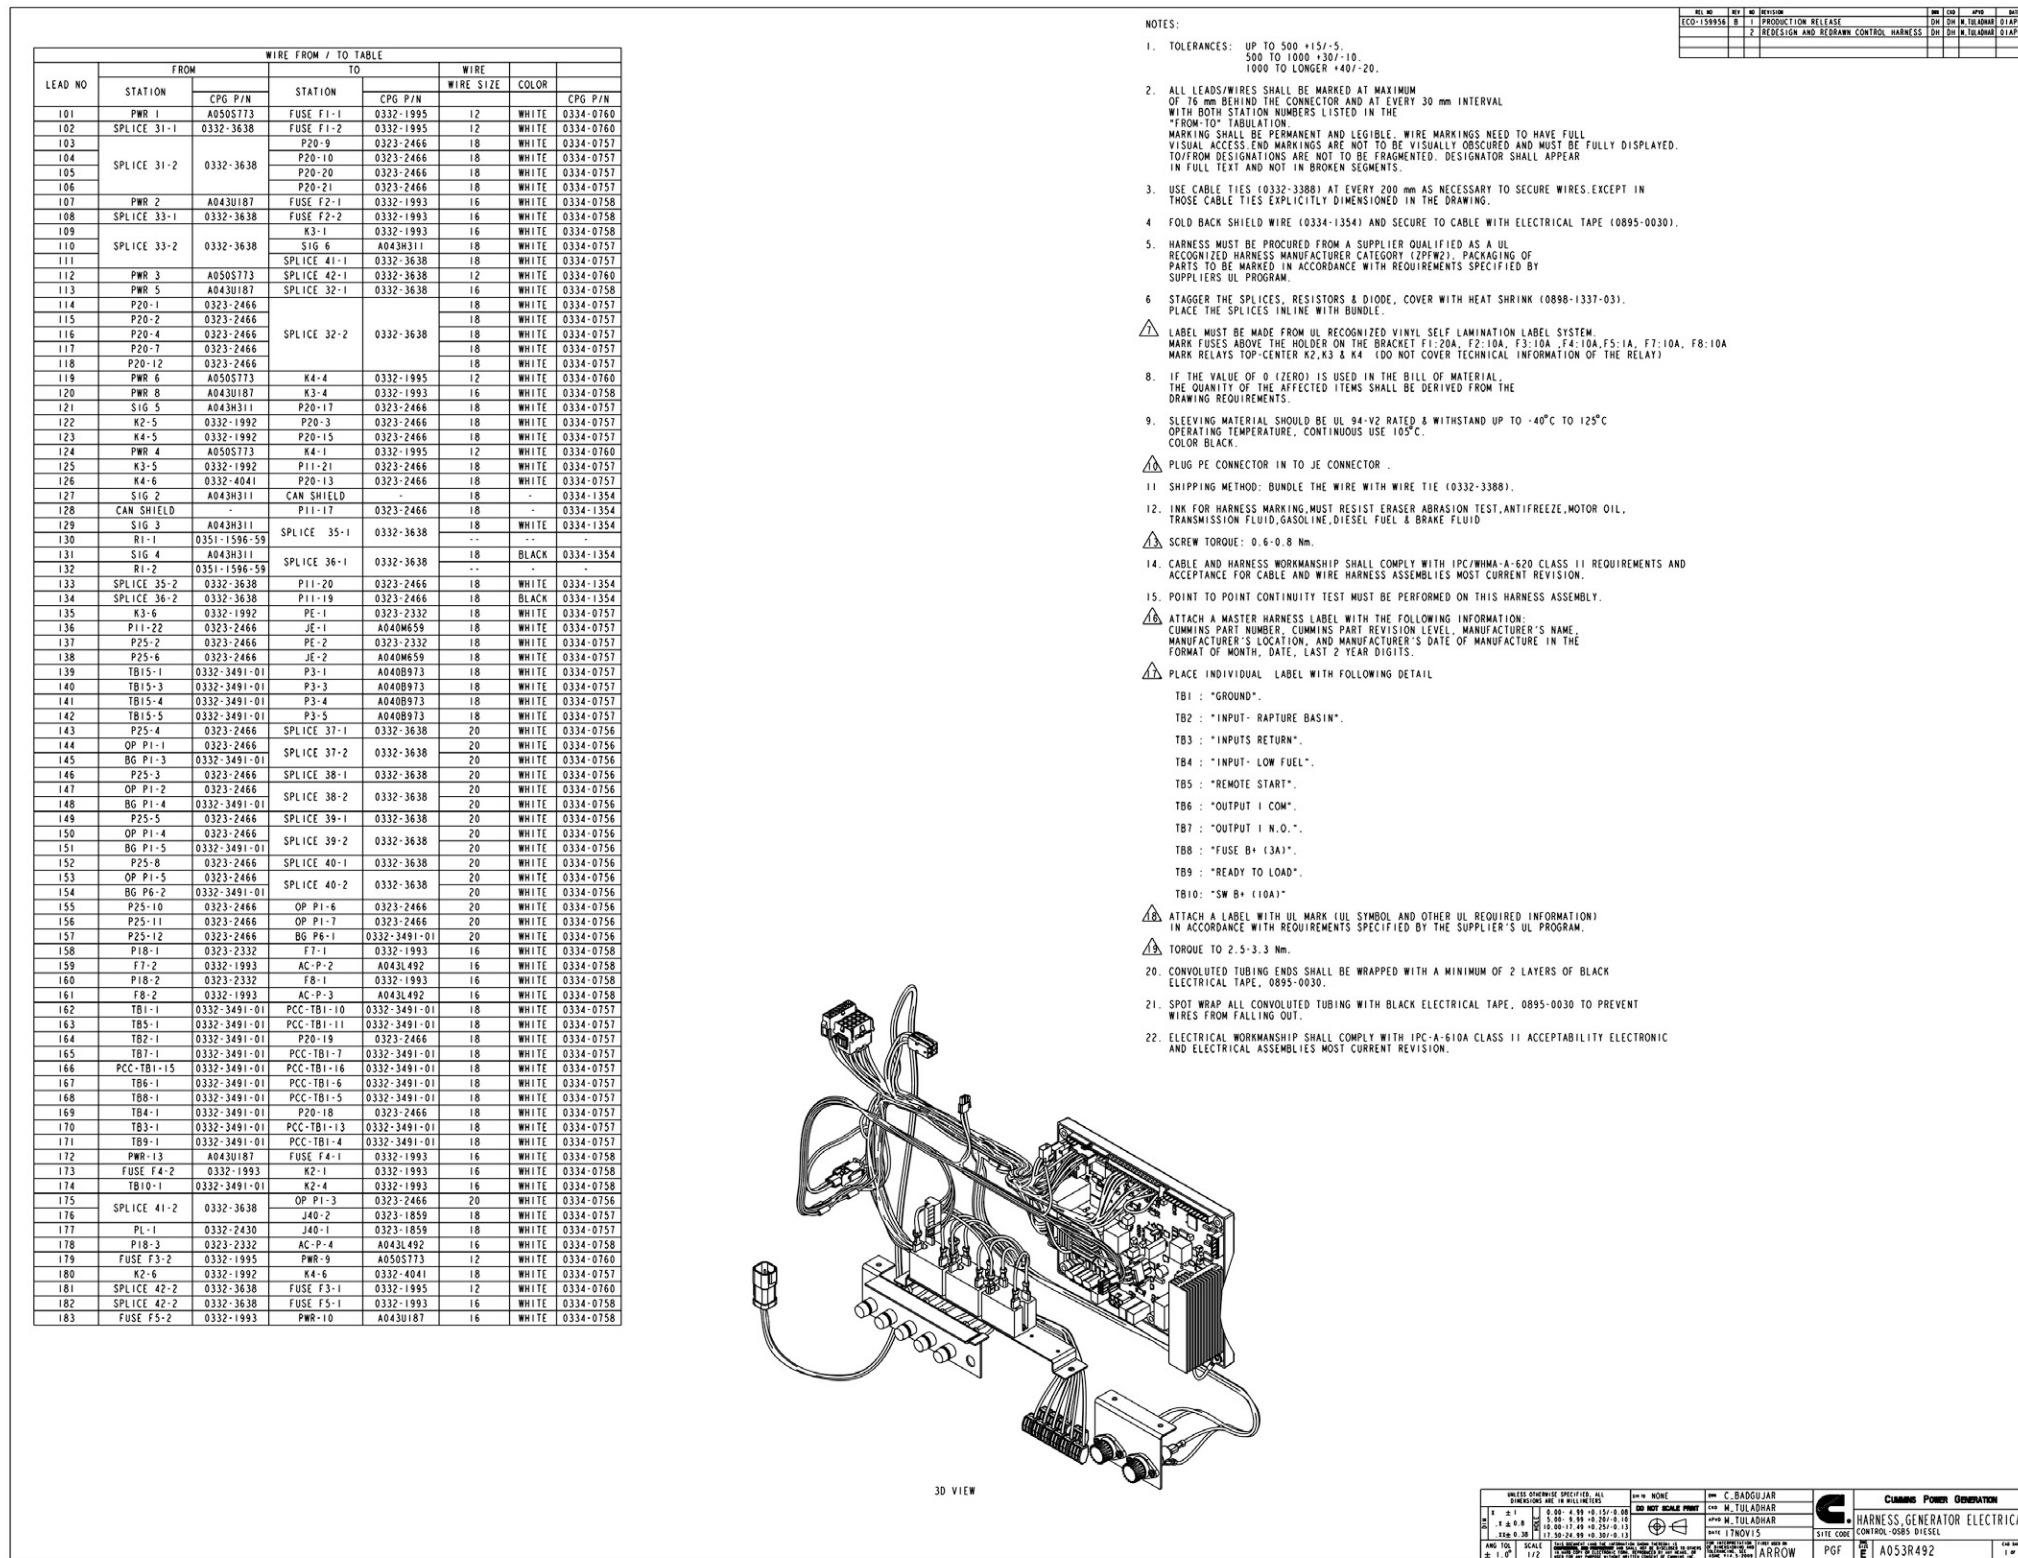 WIRE FROM / TO TABLE
LEAD NO FROM TO WIRE
STATION CPG P/N STATION CPG P/N WIRE SIZE COLOR CPG P/N
101 PWR 1 A050S773 FUSE F1-1 0332-1995 12 WHITE 0334-0760
102 SPLICE 31-1 0332-3638 FUSE F1-2 0332-1995 12 WHITE 0334-0760
103 SPLICE 31-2 0332-3638 P20-9 0323-2466 18 WHITE 0334-0757
104 P20-10 0323-2466 18 WHITE 0334-0757
105 P20-20 0323-2466 18 WHITE 0334-0757
106 P20-21 0323-2466 18 WHITE 0334-0757
107 PWR 2 A043U187 FUSE F2-1 0332-1993 16 WHITE 0334-0758
108 SPLICE 33-1 0332-3638 FUSE F2-2 0332-1993 16 WHITE 0334-0758
109 SPLICE 33-2 0332-3638 K3-1 0332-1993 16 WHITE 0334-0758
110 SIG 6 A043H311 18 WHITE 0334-0757
111 SPLICE 41-1 0332-3638 18 WHITE 0334-0757
112 PWR 3 A050S773 SPLICE 42-1 0332-3638 12 WHITE 0334-0760
113 PWR 5 A043U187 SPLICE 32-1 0332-3638 16 WHITE 0334-0758
114 P20-1 0323-2466 SPLICE 32-2 0332-3638 18 WHITE 0334-0757
115 P20-2 0323-2466 18 WHITE 0334-0757
116 P20-4 0323-2466 18 WHITE 0334-0757
117 P20-7 0323-2466 18 WHITE 0334-0757
118 P20-12 0323-2466 18 WHITE 0334-0757
119 PWR 6 A050S773 K4-4 0332-1995 12 WHITE 0334-0760
120 PWR 8 A043U187 K3-4 0332-1993 16 WHITE 0334-0758
121 SIG 5 A043H311 P20-17 0323-2466 18 WHITE 0334-0757
122 K2-5 0332-1992 P20-3 0323-2466 18 WHITE 0334-0757
123 K4-5 0332-1992 P20-15 0323-2466 18 WHITE 0334-0757
124 PWR 4 A050S773 K4-1 0332-1995 12 WHITE 0334-0760
125 K3-5 0332-1992 P11-21 0323-2466 18 WHITE 0334-0757
126 K4-6 0332-4041 P20-13 0323-2466 18 WHITE 0334-0757
127 SIG 2 A043H311 CAN SHIELD - 18 - 0334-1354
128 CAN SHIELD - P11-17 0323-2466 18 - 0334-1354
129 SIG 3 A043H311 SPLICE 35-1 0332-3638 18 WHITE 0334-1354
130 R1-1 0351-1596-59 -- -- -
131 SIG 4 A043H311 SPLICE 36-1 0332-3638 18 BLACK 0334-1354
132 R1-2 0351-1596-59 -- - -
133 SPLICE 35-2 0332-3638 P11-20 0323-2466 18 WHITE 0334-1354
134 SPLICE 36-2 0332-3638 P11-19 0323-2466 18 BLACK 0334-1354
135 K3-6 0332-1992 PE-1 0323-2332 18 WHITE 0334-0757
136 P11-22 0323-2466 JE-1 A040M659 18 WHITE 0334-0757
137 P25-2 0323-2466 PE-2 0323-2332 18 WHITE 0334-0757
138 P25-6 0323-2466 JE-2 A040M659 18 WHITE 0334-0757
139 TB15-1 0332-3491-01 P3-1 A040B973 18 WHITE 0334-0757
140 TB15-3 0332-3491-01 P3-3 A040B973 18 WHITE 0334-0757
141 TB15-4 0332-3491-01 P3-4 A040B973 18 WHITE 0334-0757
142 TB15-5 0332-3491-01 P3-5 A040B973 18 WHITE 0334-0757
143 P25-4 0323-2466 SPLICE 37-1 0332-3638 20 WHITE 0334-0756
144 OP P1-1 0323-2466 SPLICE 37-2 0332-3638 20 WHITE 0334-0756
145 BG P1-3 0332-3491-01 20 WHITE 0334-0756
146 P25-3 0323-2466 SPLICE 38-1 0332-3638 20 WHITE 0334-0756
147 OP P1-2 0323-2466 SPLICE 38-2 0332-3638 20 WHITE 0334-0756
148 BG P1-4 0332-3491-01 20 WHITE 0334-0756
149 P25-5 0323-2466 SPLICE 39-1 0332-3638 20 WHITE 0334-0756
150 OP P1-4 0323-2466 SPLICE 39-2 0332-3638 20 WHITE 0334-0756
151 BG P1-5 0332-3491-01 20 WHITE 0334-0756
152 P25-8 0323-2466 SPLICE 40-1 0332-3638 20 WHITE 0334-0756
153 OP P1-5 0323-2466 SPLICE 40-2 0332-3638 20 WHITE 0334-0756
154 BG P6-2 0332-3491-01 20 WHITE 0334-0756
155 P25-10 0323-2466 OP P1-6 0323-2466 20 WHITE 0334-0756
156 P25-11 0323-2466 OP P1-7 0323-2466 20 WHITE 0334-0756
157 P25-12 0323-2466 BG P6-1 0332-3491-01 20 WHITE 0334-0756
158 P18-1 0323-2332 F7-1 0332-1993 16 WHITE 0334-0758
159 F7-2 0332-1993 AC-P-2 A043L492 16 WHITE 0334-0758
160 P18-2 0323-2332 F8-1 0332-1993 16 WHITE 0334-0758
161 F8-2 0332-1993 AC-P-3 A043L492 16 WHITE 0334-0758
162 TB1-1 0332-3491-01 PCC-TB1-10 0332-3491-01 18 WHITE 0334-0757
163 TB5-1 0332-3491-01 PCC-TB1-11 0332-3491-01 18 WHITE 0334-0757
164 TB2-1 0332-3491-01 P20-19 0323-2466 18 WHITE 0334-0757
165 TB7-1 0332-3491-01 PCC-TB1-7 0332-3491-01 18 WHITE 0334-0757
166 PCC-TB1-15 0332-3491-01 PCC-TB1-16 0332-3491-01 18 WHITE 0334-0757
167 TB6-1 0332-3491-01 PCC-TB1-6 0332-3491-01 18 WHITE 0334-0757
168 TB8-1 0332-3491-01 PCC-TB1-5 0332-3491-01 18 WHITE 0334-0757
169 TB4-1 0332-3491-01 P20-18 0323-2466 18 WHITE 0334-0757
170 TB3-1 0332-3491-01 PCC-TB1-13 0332-3491-01 18 WHITE 0334-0757
171 TB9-1 0332-3491-01 PCC-TB1-4 0332-3491-01 18 WHITE 0334-0757
172 PWR-13 A043U187 FUSE F4-1 0332-1993 16 WHITE 0334-0758
173 FUSE F4-2 0332-1993 K2-1 0332-1993 16 WHITE 0334-0758
174 TB10-1 0332-3491-01 K2-4 0332-1993 16 WHITE 0334-0758
175 SPLICE 41-2 0332-3638 OP P1-3 0323-2466 20 WHITE 0334-0756
176 J40-2 0323-1859 18 WHITE 0334-0757
177 PL-1 0332-2430 J40-1 0323-1859 18 WHITE 0334-0757
178 P18-3 0323-2332 AC-P-4 A043L492 16 WHITE 0334-0758
179 FUSE F3-2 0332-1995 PWR-9 A050S773 12 WHITE 0334-0760
180 K2-6 0332-1992 K4-6 0332-4041 18 WHITE 0334-0757
181 SPLICE 42-2 0332-3638 FUSE F3-1 0332-1995 12 WHITE 0334-0760
182 SPLICE 42-2 0332-3638 FUSE F5-1 0332-1993 16 WHITE 0334-0758
183 FUSE F5-2 0332-1993 PWR-10 A043U187 16 WHITE 0334-0758
NOTES:
1. TOLERANCES: UP TO 500 +15/-5.
500 TO 1000 +30/-10.
1000 TO LONGER +40/-20.
2. ALL LEADS/WIRES SHALL BE MARKED AT MAXIMUM
OF 76 mm BEHIND THE CONNECTOR AND AT EVERY 30 mm INTERVAL
WITH BOTH STATION NUMBERS LISTED IN THE
"FROM-TO" TABULATION.
MARKING SHALL BE PERMANENT AND LEGIBLE. WIRE MARKINGS NEED TO HAVE FULL
VISUAL ACCESS.END MARKINGS ARE NOT TO BE VISUALLY OBSCURED AND MUST BE FULLY DISPLAYED.
TO/FROM DESIGNATIONS ARE NOT TO BE FRAGMENTED. DESIGNATOR SHALL APPEAR
IN FULL TEXT AND NOT IN BROKEN SEGMENTS.
3. USE CABLE TIES (0332-3388) AT EVERY 200 mm AS NECESSARY TO SECURE WIRES.EXCEPT IN
THOSE CABLE TIES EXPLICITLY DIMENSIONED IN THE DRAWING.
4 FOLD BACK SHIELD WIRE (0334-1354) AND SECURE TO CABLE WITH ELECTRICAL TAPE (0895-0030).
5. HARNESS MUST BE PROCURED FROM A SUPPLIER QUALIFIED AS A UL
RECOGNIZED HARNESS MANUFACTURER CATEGORY (ZPFW2). PACKAGING OF
PARTS TO BE MARKED IN ACCORDANCE WITH REQUIREMENTS SPECIFIED BY
SUPPLIERS UL PROGRAM.
6 STAGGER THE SPLICES, RESISTORS & DIODE, COVER WITH HEAT SHRINK (0898-1337-03).
PLACE THE SPLICES INLINE WITH BUNDLE.
7 LABEL MUST BE MADE FROM UL RECOGNIZED VINYL SELF LAMINATION LABEL SYSTEM.
MARK FUSES ABOVE THE HOLDER ON THE BRACKET F1:20A, F2:10A, F3:10A ,F4:10A,F5:1A, F7:10A, F8:10A
MARK RELAYS TOP-CENTER K2,K3 & K4 (DO NOT COVER TECHNICAL INFORMATION OF THE RELAY)
8. IF THE VALUE OF 0 (ZERO) IS USED IN THE BILL OF MATERIAL,
THE QUANITY OF THE AFFECTED ITEMS SHALL BE DERIVED FROM THE
DRAWING REQUIREMENTS.
9. SLEEVING MATERIAL SHOULD BE UL 94-V2 RATED & WITHSTAND UP TO -40°C TO 125°C
OPERATING TEMPERATURE, CONTINUOUS USE 105°C.
COLOR BLACK.
10 PLUG PE CONNECTOR IN TO JE CONNECTOR .
11 SHIPPING METHOD: BUNDLE THE WIRE WITH WIRE TIE (0332-3388).
12. INK FOR HARNESS MARKING,MUST RESIST ERASER ABRASION TEST,ANTIFREEZE,MOTOR OIL,
TRANSMISSION FLUID,GASOLINE,DIESEL FUEL & BRAKE FLUID
13 SCREW TORQUE: 0.6-0.8 Nm.
14. CABLE AND HARNESS WORKMANSHIP SHALL COMPLY WITH IPC/WHMA-A-620 CLASS II REQUIREMENTS AND
ACCEPTANCE FOR CABLE AND WIRE HARNESS ASSEMBLIES MOST CURRENT REVISION.
15. POINT TO POINT CONTINUITY TEST MUST BE PERFORMED ON THIS HARNESS ASSEMBLY.
16 ATTACH A MASTER HARNESS LABEL WITH THE FOLLOWING INFORMATION:
CUMMINS PART NUMBER, CUMMINS PART REVISION LEVEL, MANUFACTURER'S NAME,
MANUFACTURER'S LOCATION, AND MANUFACTURER'S DATE OF MANUFACTURE IN THE
FORMAT OF MONTH, DATE, LAST 2 YEAR DIGITS.
17 PLACE INDIVIDUAL LABEL WITH FOLLOWING DETAIL
TB1 : "GROUND".
TB2 : "INPUT- RAPTURE BASIN".
TB3 : "INPUTS RETURN".
TB4 : "INPUT- LOW FUEL".
TB5 : "REMOTE START".
TB6 : "OUTPUT 1 COM".
TB7 : "OUTPUT 1 N.O.".
TB8 : "FUSE B+ (3A)".
TB9 : "READY TO LOAD".
TB10: "SW B+ (10A)"
18 ATTACH A LABEL WITH UL MARK (UL SYMBOL AND OTHER UL REQUIRED INFORMATION)
IN ACCORDANCE WITH REQUIREMENTS SPECIFIED BY THE SUPPLIER'S UL PROGRAM.
19 TORQUE TO 2.5-3.3 Nm.
20. CONVOLUTED TUBING ENDS SHALL BE WRAPPED WITH A MINIMUM OF 2 LAYERS OF BLACK
ELECTRICAL TAPE, 0895-0030.
21. SPOT WRAP ALL CONVOLUTED TUBING WITH BLACK ELECTRICAL TAPE, 0895-0030 TO PREVENT
WIRES FROM FALLING OUT.
22. ELECTRICAL WORKMANSHIP SHALL COMPLY WITH IPC-A-610A CLASS II ACCEPTABILITY ELECTRONIC
AND ELECTRICAL ASSEMBLIES MOST CURRENT REVISION.
REL NO REV NO REVISION DWN CKD APVD
ECO-159956 B 1 PRODUCTION RELEASE DH DH M.TULADHAR 01AP
2 REDESIGN AND REDRAWN CONTROL HARNESS DH DH M.TULADHAR 01AP
3D VIEW
UNLESS OTHERWISE SPECIFIED, ALL
DIMENSIONS ARE IN MILLIMETERS
NONE
DO NOT SCALE PRINT
DWN C.BADGUJAR
CKD M.TULADHAR
APVD M.TULADHAR
DATE 17NOV15
ANG TOL ± 1.0° SCALE 1/2
ARROW
CUMMINS POWER GENERATION
HARNESS,GENERATOR ELECTRICA
CONTROL-QSB5 DIESEL
SITE CODE
PGF
E A053R492